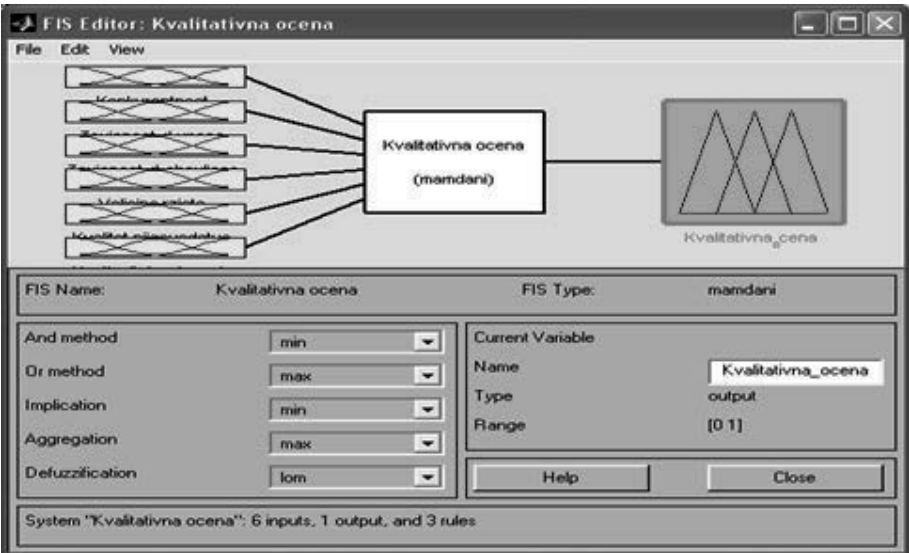 FIS Editor: Kvalitativna ocena
File Edit View
Konkurentnost
Kvalitativna ocena
(mamdani)
Kvalitativna_ocena
FIS Name: Kvalitativna ocena FIS Type: mamdani
And method min
Or method max
Implication min
Aggregation max
Defuzzification lom
Current Variable
Name Kvalitativna_ocena
Type output
Range [0 1]
Help Close
System "Kvalitativna ocena": 6 inputs, 1 output, and 3 rules